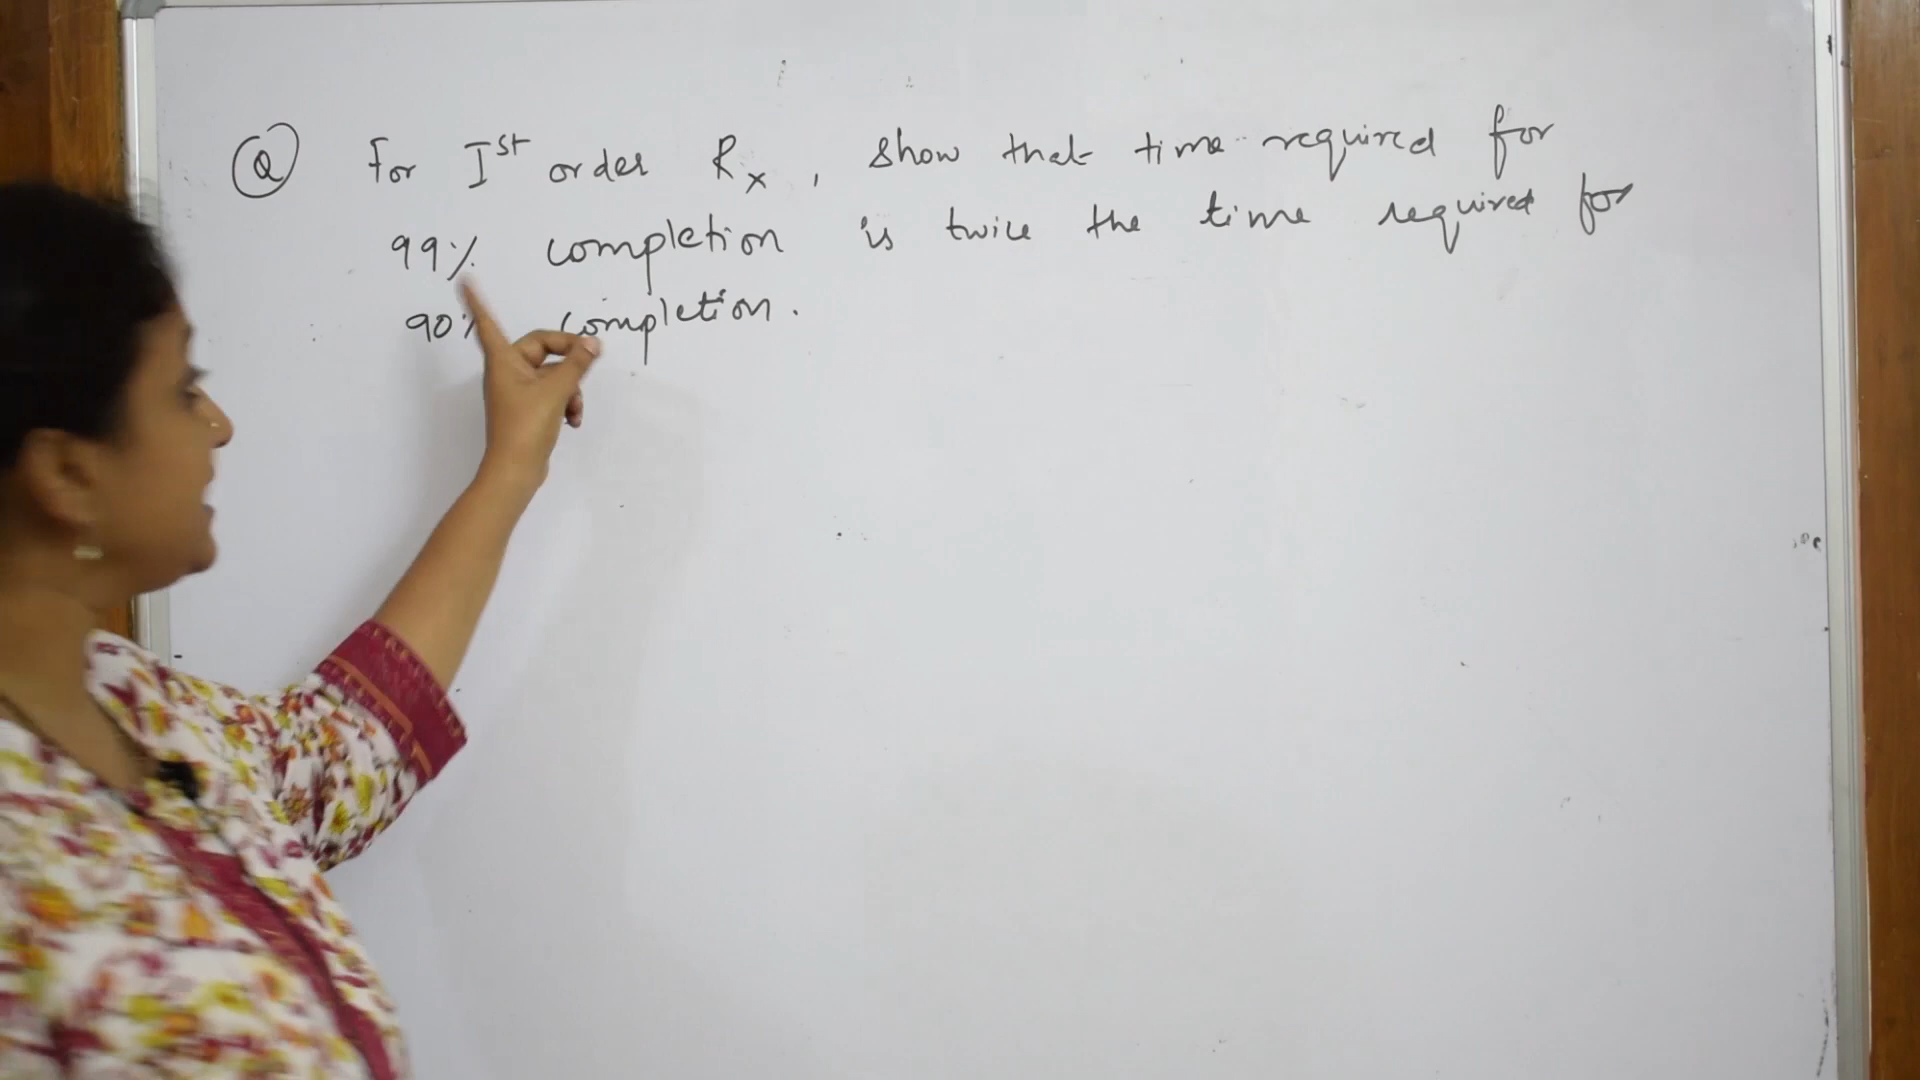 Q For Ist order Rx, show that time required for
99% completion is twice the time required for
90% completion.